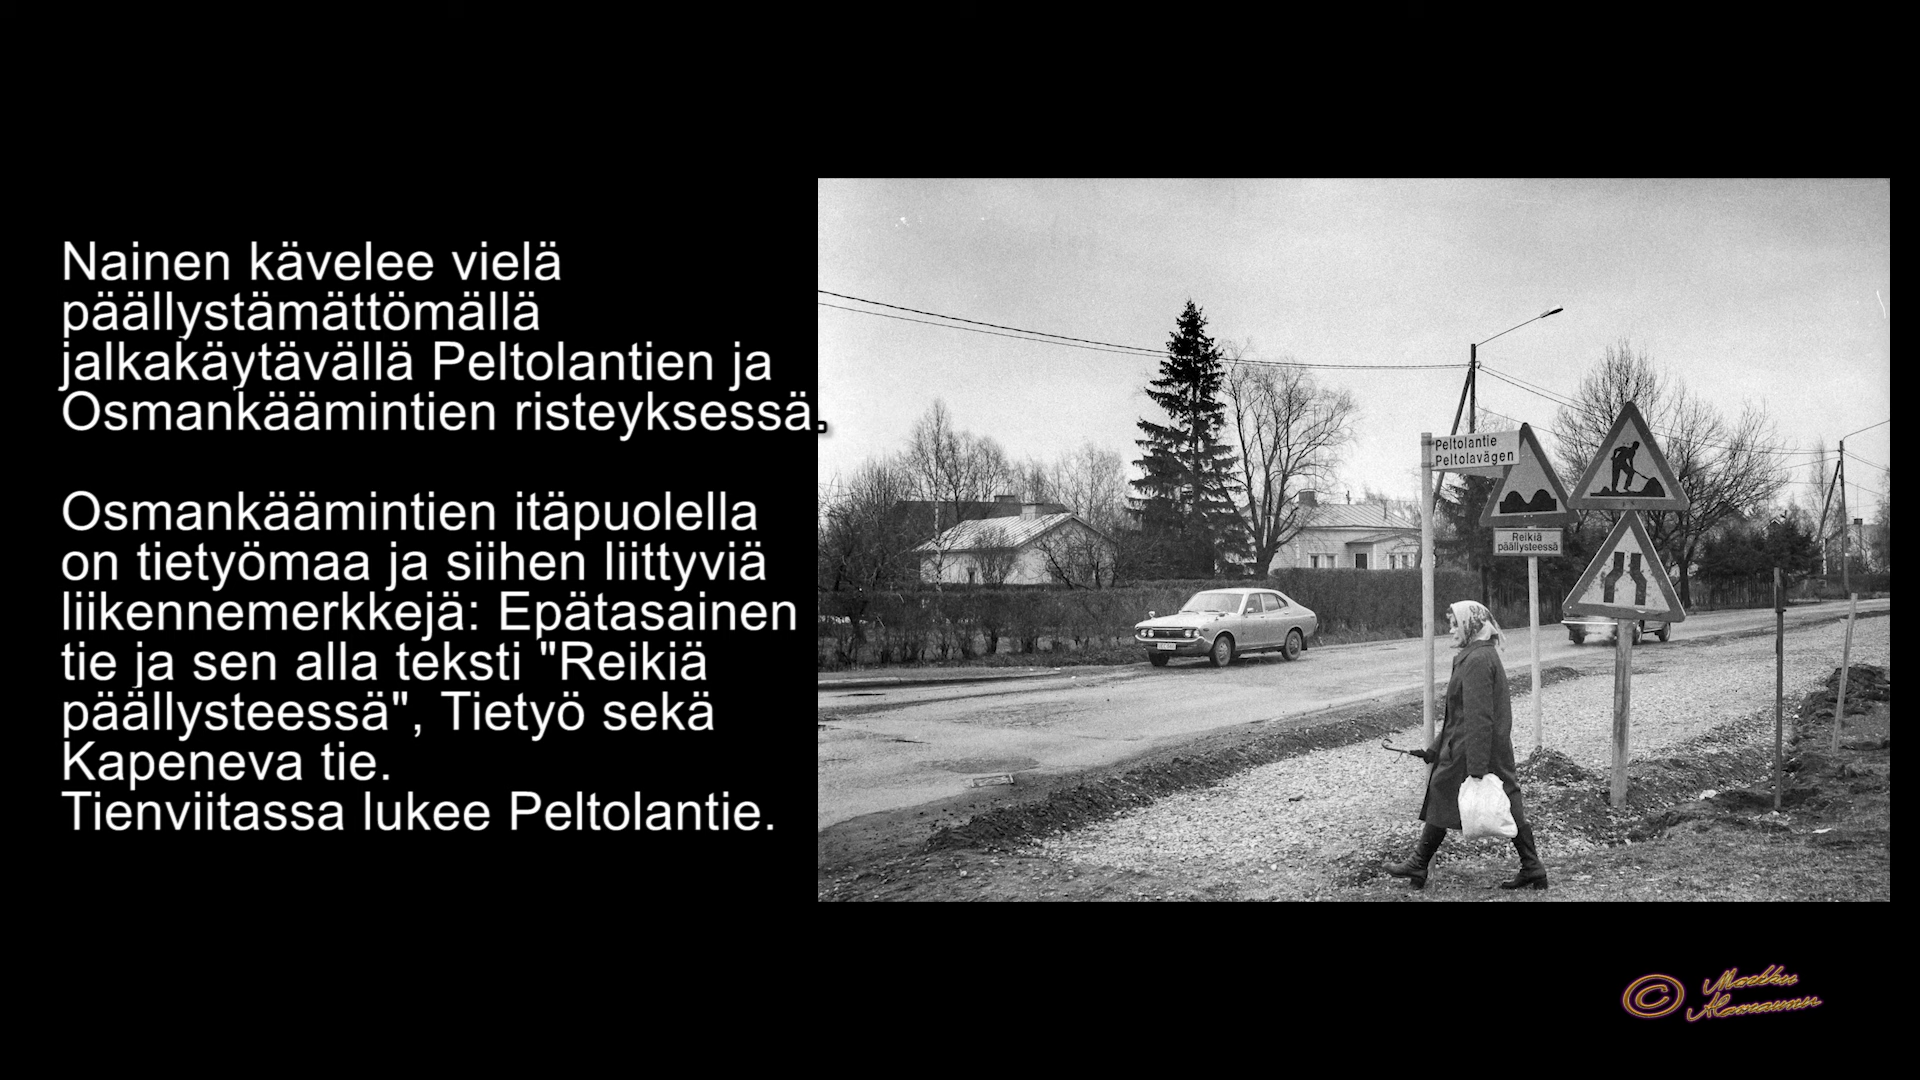 Nainen kävelee vielä
päällystämättömällä
jalkakäytävällä Peltolantien ja
Osmankäämintien risteyksessä.
Osmankäämintien itäpuolella
on tietyömaa ja siihen liittyviä
liikennemerkkejä: Epätasainen
tie ja sen alla teksti "Reikiä
päällysteessä", Tietyö sekä
Kapeneva tie.
Tienviitassa lukee Peltolantie.
Peltolantie
Peltolavägen
Reikiä
päällysteessä
© Markku